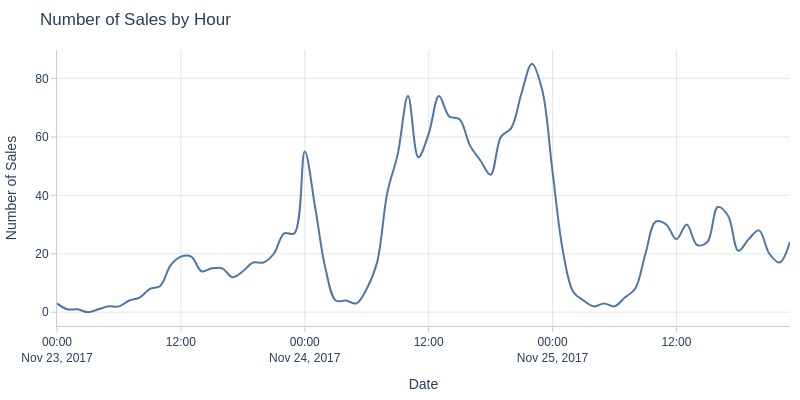 Number of Sales by Hour
Number of Sales
80
60
40
20
0
00:00 12:00 00:00 12:00 00:00 12:00
Nov 23, 2017 Nov 24, 2017 Nov 25, 2017
Date